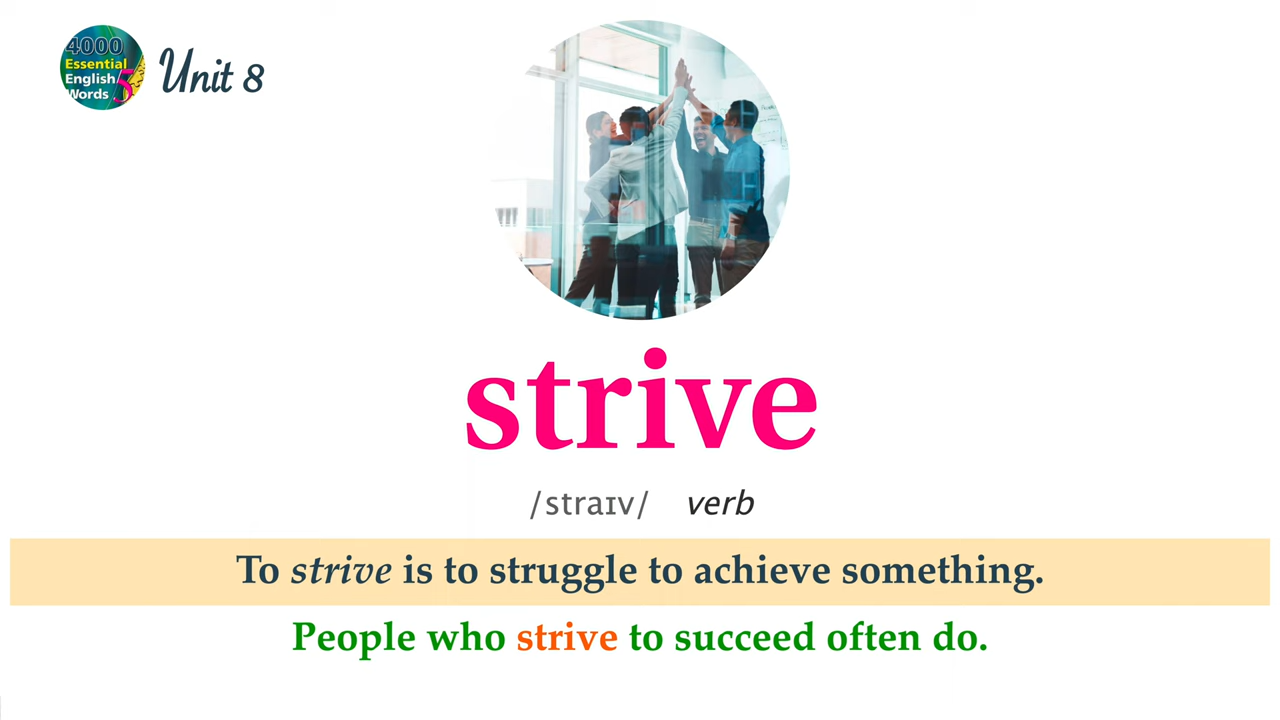 4000
Essential
English
Words 5
Unit 8
strive
/straɪv/ verb
To strive is to struggle to achieve something.
People who strive to succeed often do.